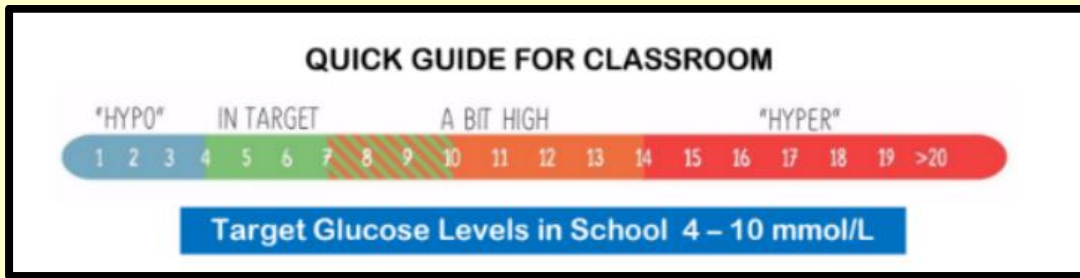 QUICK GUIDE FOR CLASSROOM
"HYPO" IN TARGET A BIT HIGH "HYPER"
1 2 3 4 5 6 7 8 9 10 11 12 13 14 15 16 17 18 19 >20
Target Glucose Levels in School 4 – 10 mmol/L